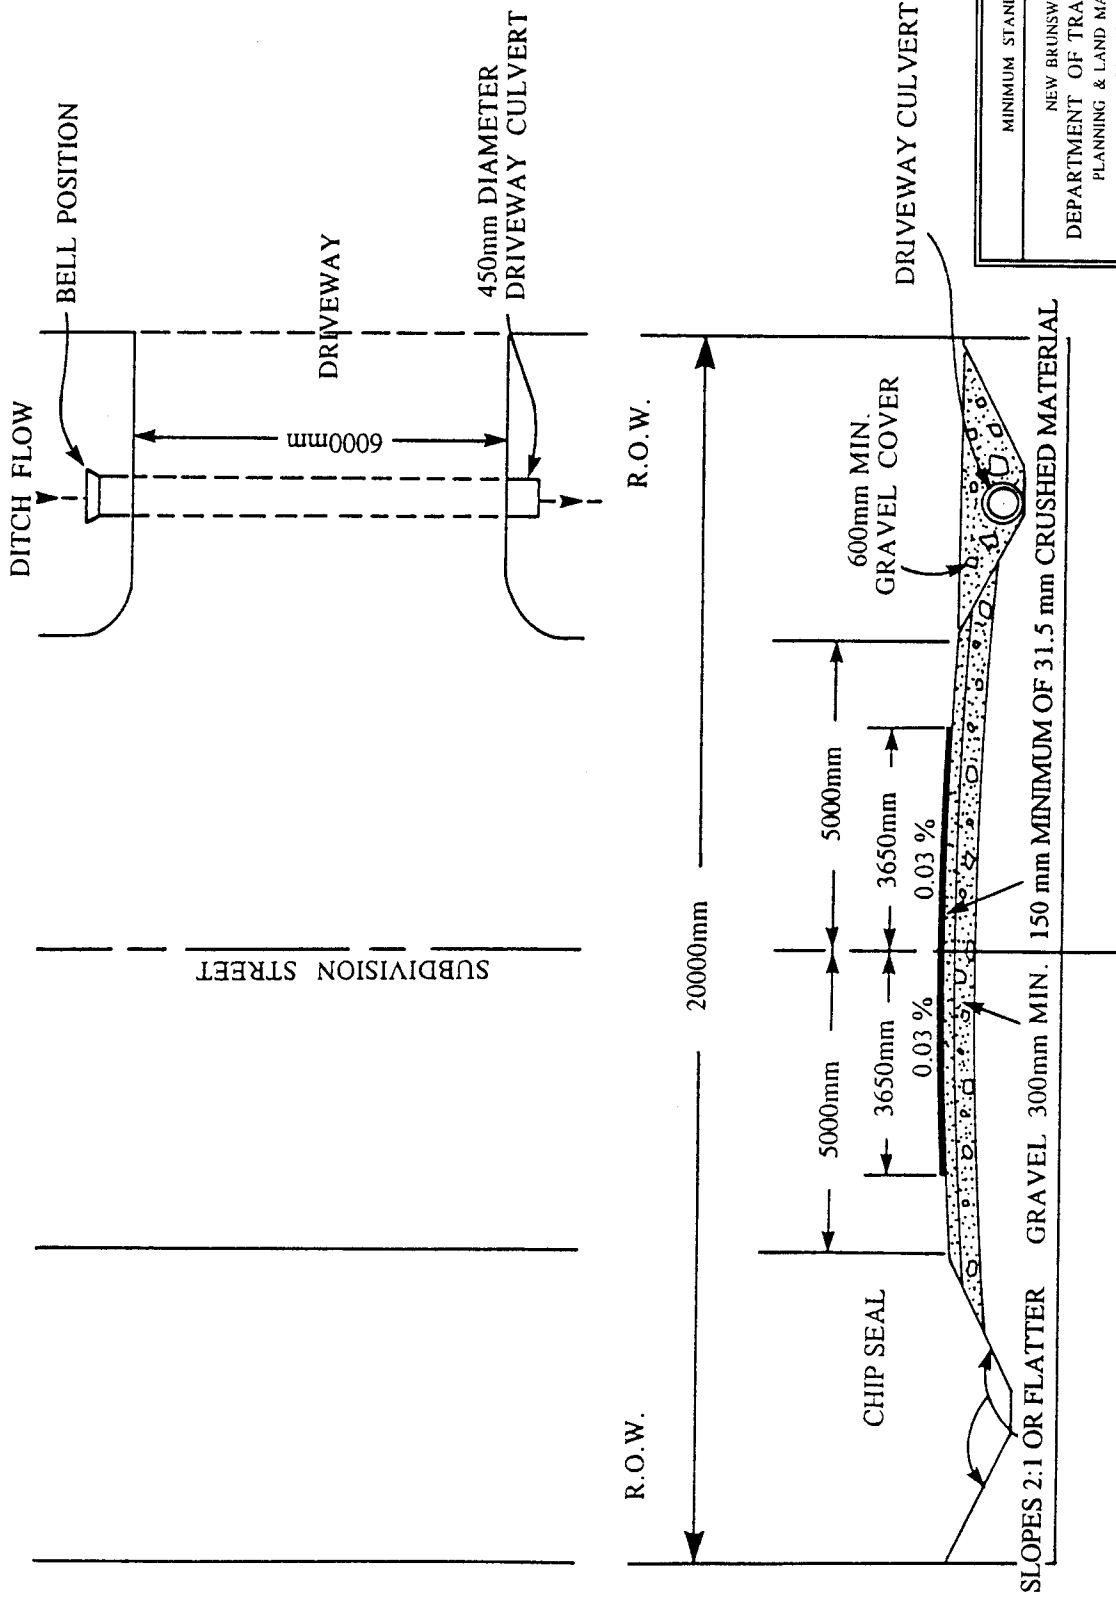 DITCH FLOW
BELL POSITION
6000mm
DRIVEWAY
450mm DIAMETER
DRIVEWAY CULVERT
SUBDIVISION STREET
R.O.W.
R.O.W.
20000mm
5000mm
5000mm
3650mm
3650mm
0.03 %
0.03 %
CHIP SEAL
600mm MIN.
GRAVEL COVER
DRIVEWAY CULVERT
SLOPES 2:1 OR FLATTER
GRAVEL 300mm MIN.
150 mm MINIMUM OF 31.5 mm CRUSHED MATERIAL
MINIMUM STAND
NEW BRUNSW
DEPARTMENT OF TRA
PLANNING & LAND MA